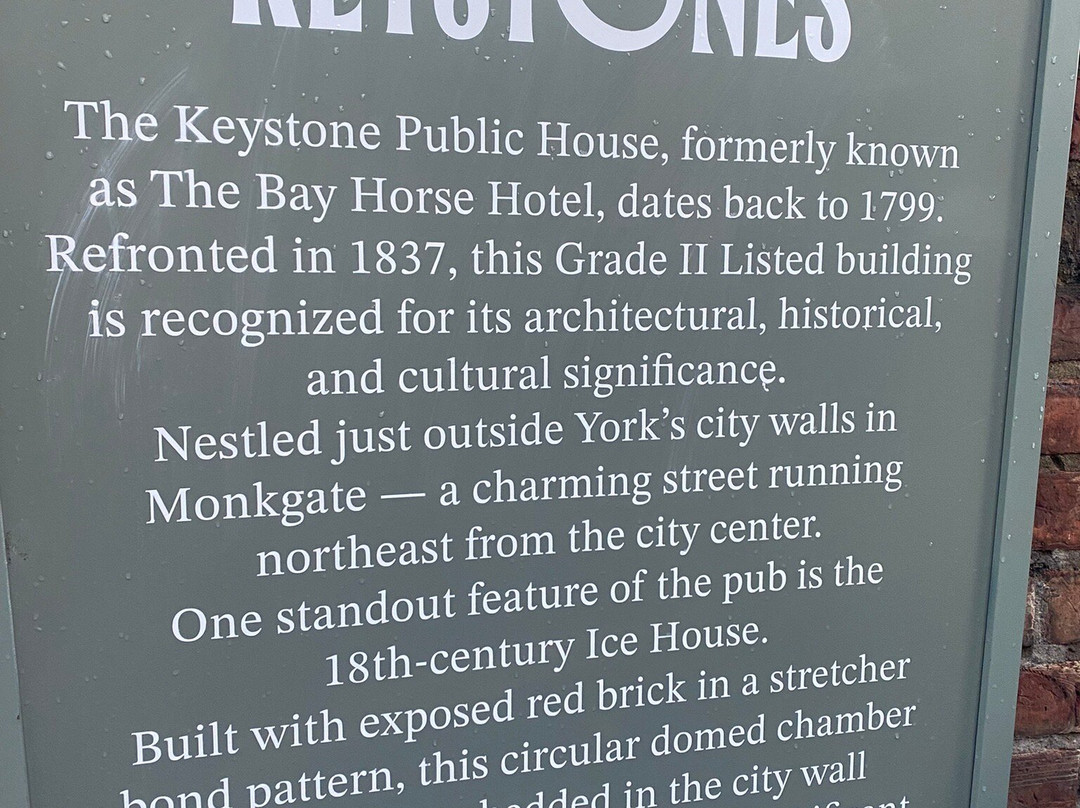 KEYSTONES
The Keystone Public House, formerly known
as The Bay Horse Hotel, dates back to 1799.
Refronted in 1837, this Grade II Listed building
is recognized for its architectural, historical,
and cultural significance.
Nestled just outside York's city walls in
Monkgate — a charming street running
northeast from the city center.
One standout feature of the pub is the
18th-century Ice House.
Built with exposed red brick in a stretcher
bond pattern, this circular domed chamber
in the city wall